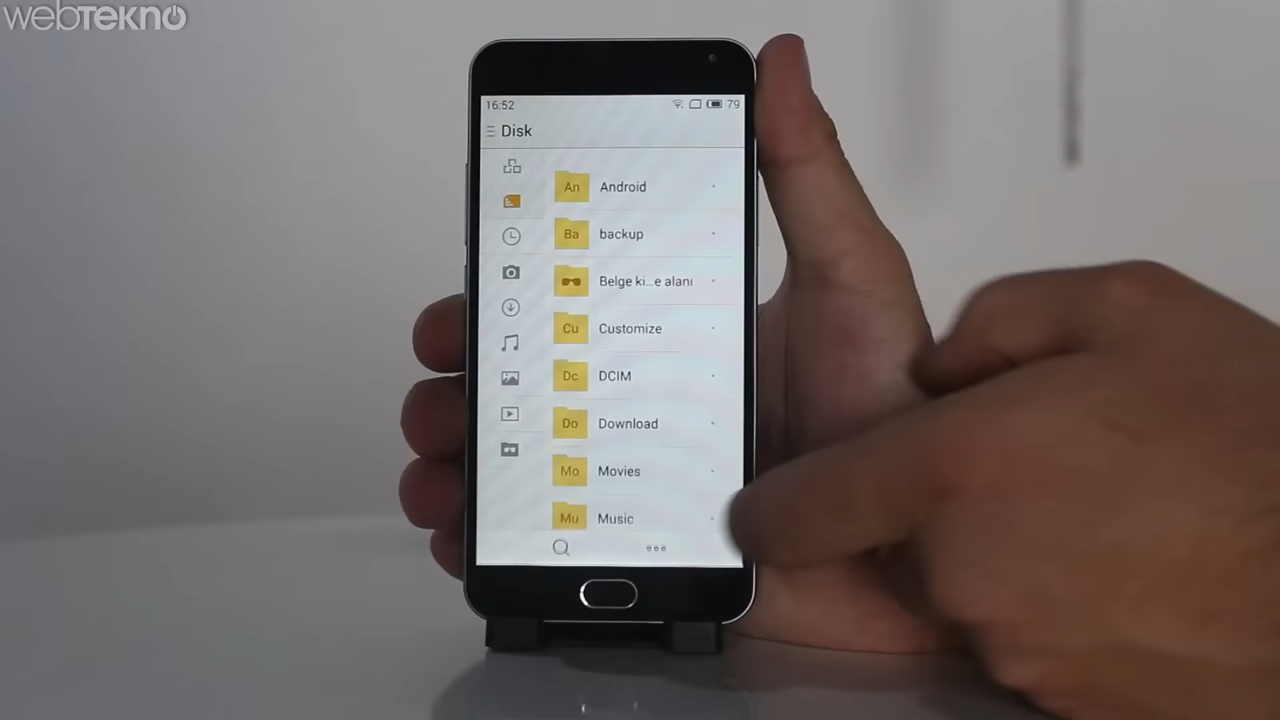 webTEKNO
16:52 79
Disk
An Android
Ba backup
Belge ki...e alanı
Cu Customize
Dc DCIM
Do Download
Mo Movies
Mu Music